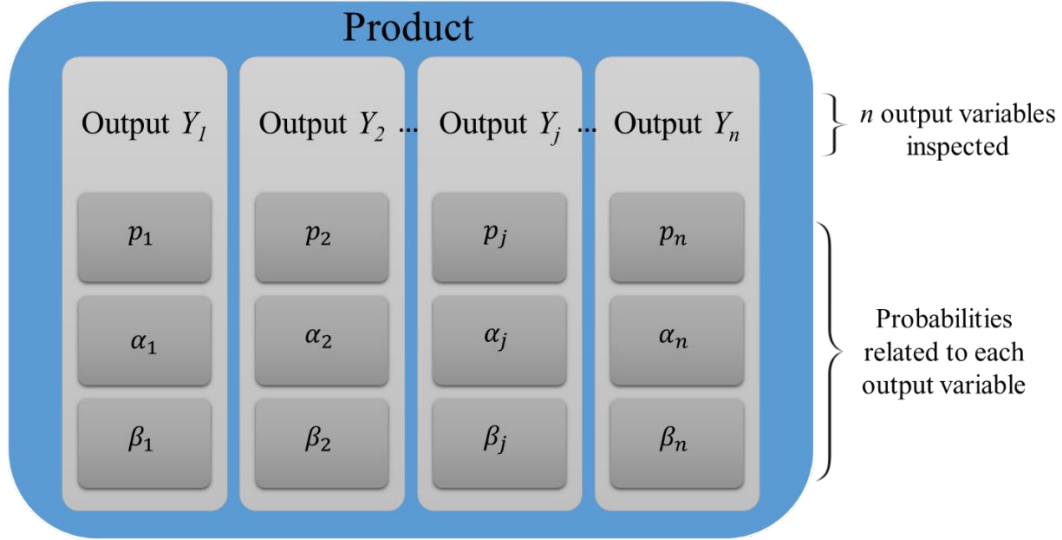 Product
Output Y₁ Output Y₂ ... Output Yⱼ ... Output Yₙ
n output variables
inspected
p₁ p₂ pⱼ pₙ
α₁ α₂ αⱼ αₙ
β₁ β₂ βⱼ βₙ
Probabilities
related to each
output variable